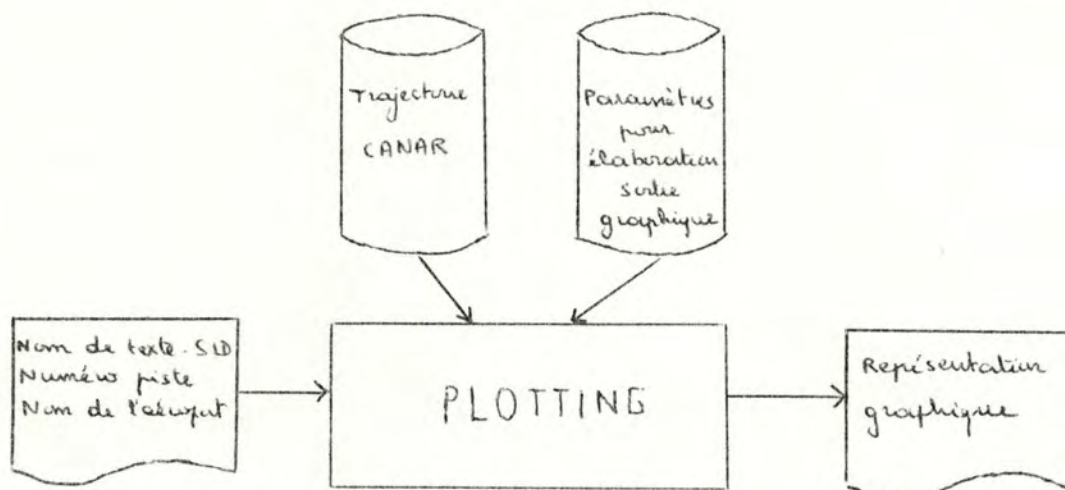 Trajectoire
CANAR
Paramètres
pour
élaboration
sortie
graphique
Nom de texte-SID
Numéro piste
Nom de l'aéroport
PLOTTING
Représentation
graphique